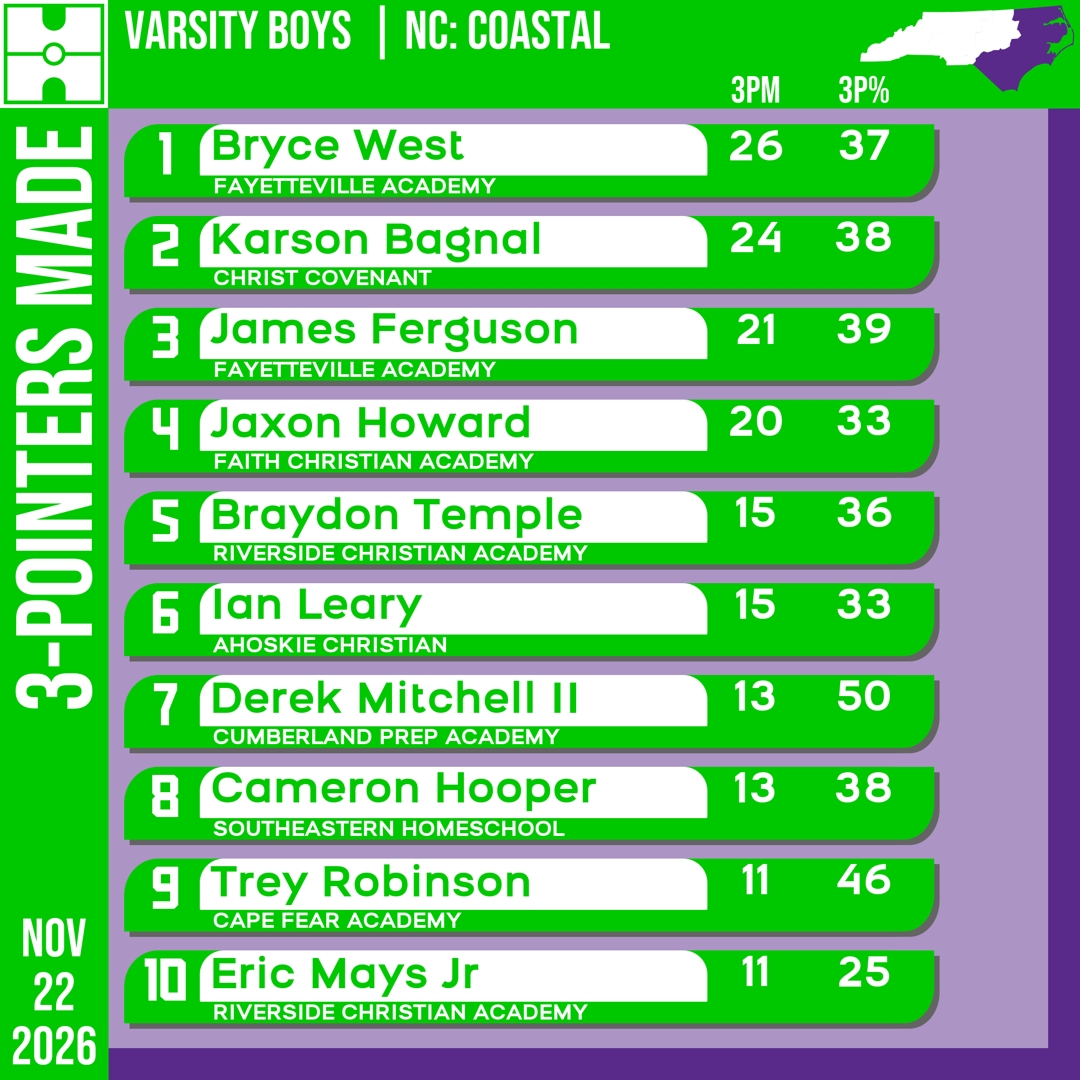 VARSITY BOYS | NC: COASTAL
3PM 3P%
3-POINTERS MADE
1 Bryce West 26 37
FAYETTEVILLE ACADEMY
2 Karson Bagnal 24 38
CHRIST COVENANT
3 James Ferguson 21 39
FAYETTEVILLE ACADEMY
4 Jaxon Howard 20 33
FAITH CHRISTIAN ACADEMY
5 Braydon Temple 15 36
RIVERSIDE CHRISTIAN ACADEMY
6 Ian Leary 15 33
AHOSKIE CHRISTIAN
7 Derek Mitchell II 13 50
CUMBERLAND PREP ACADEMY
8 Cameron Hooper 13 38
SOUTHEASTERN HOMESCHOOL
9 Trey Robinson 11 46
CAPE FEAR ACADEMY
10 Eric Mays Jr 11 25
RIVERSIDE CHRISTIAN ACADEMY
NOV
22
2026